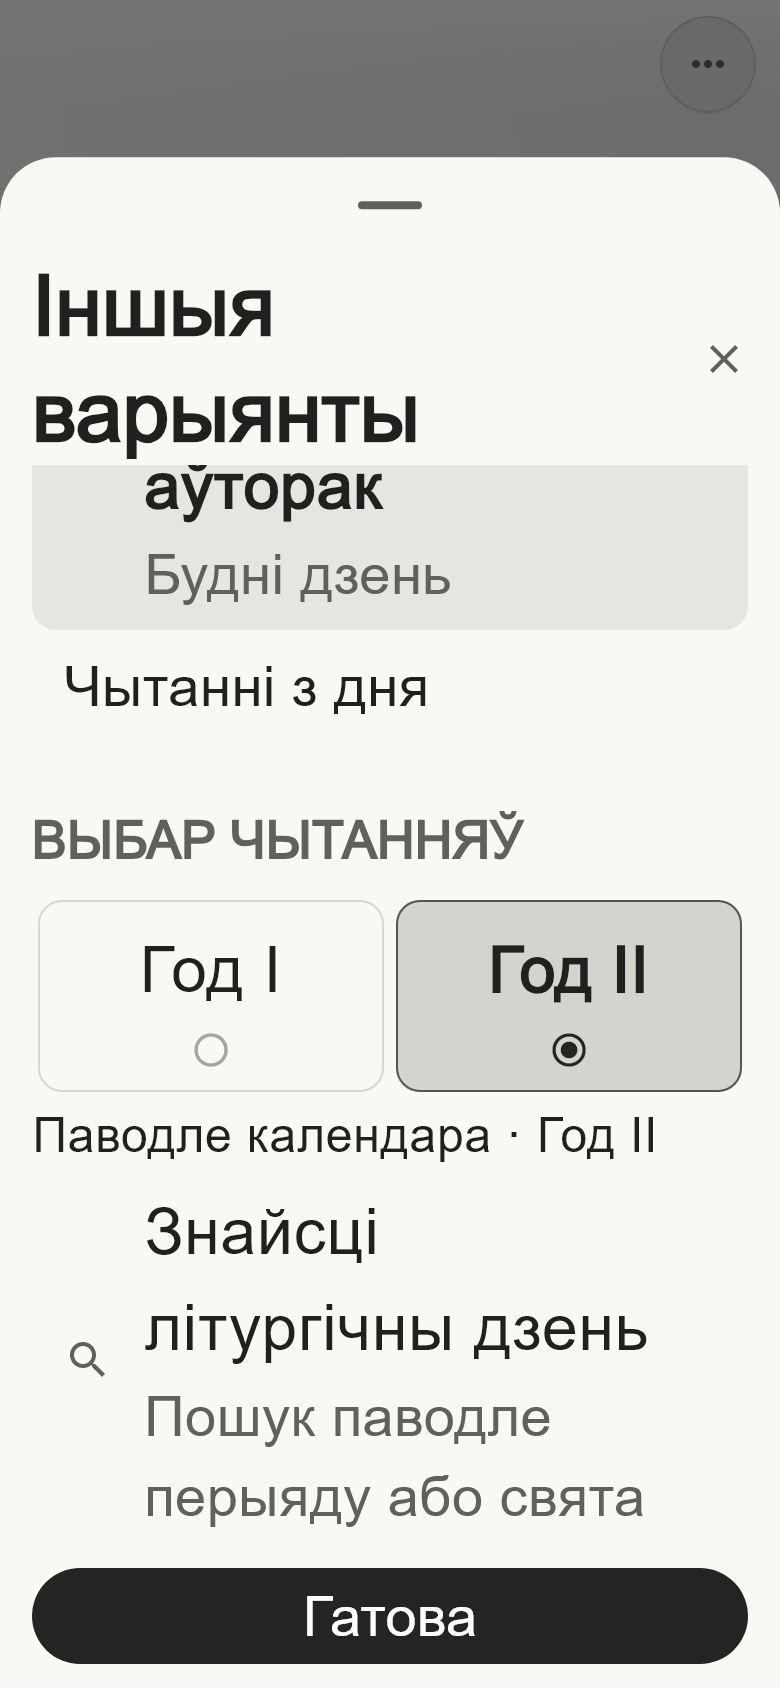 Іншыя
варыянты
аўторак
Будні дзень
Чытанні з дня
ВЫБАР ЧЫТАННЯЎ
Год I
Год II
Паводле календара · Год II
Знайсці
літургічны дзень
Пошук паводле
перыяду або свята
Гатова